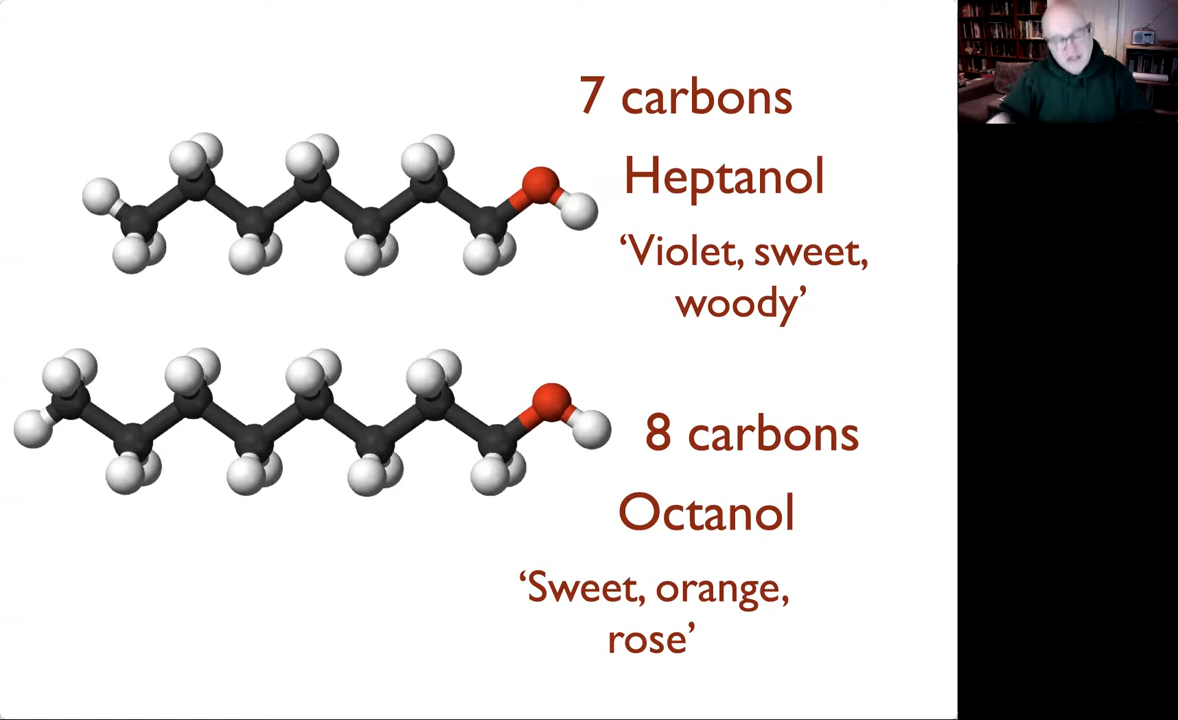 7 carbons
Heptanol
‘Violet, sweet,
woody’
8 carbons
Octanol
‘Sweet, orange,
rose’